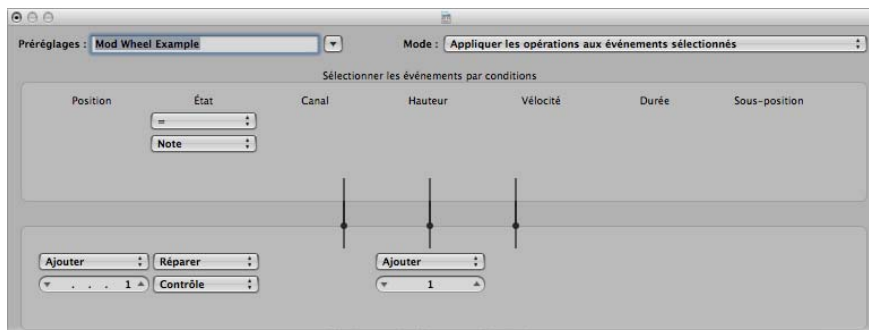 Préréglages : Mod Wheel Example Mode : Appliquer les opérations aux événements sélectionnés
Sélectionner les événements par conditions
Position État Canal Hauteur Vélocité Durée Sous-position
=
Note
Ajouter Réparer Ajouter
. . . 1 Contrôle 1